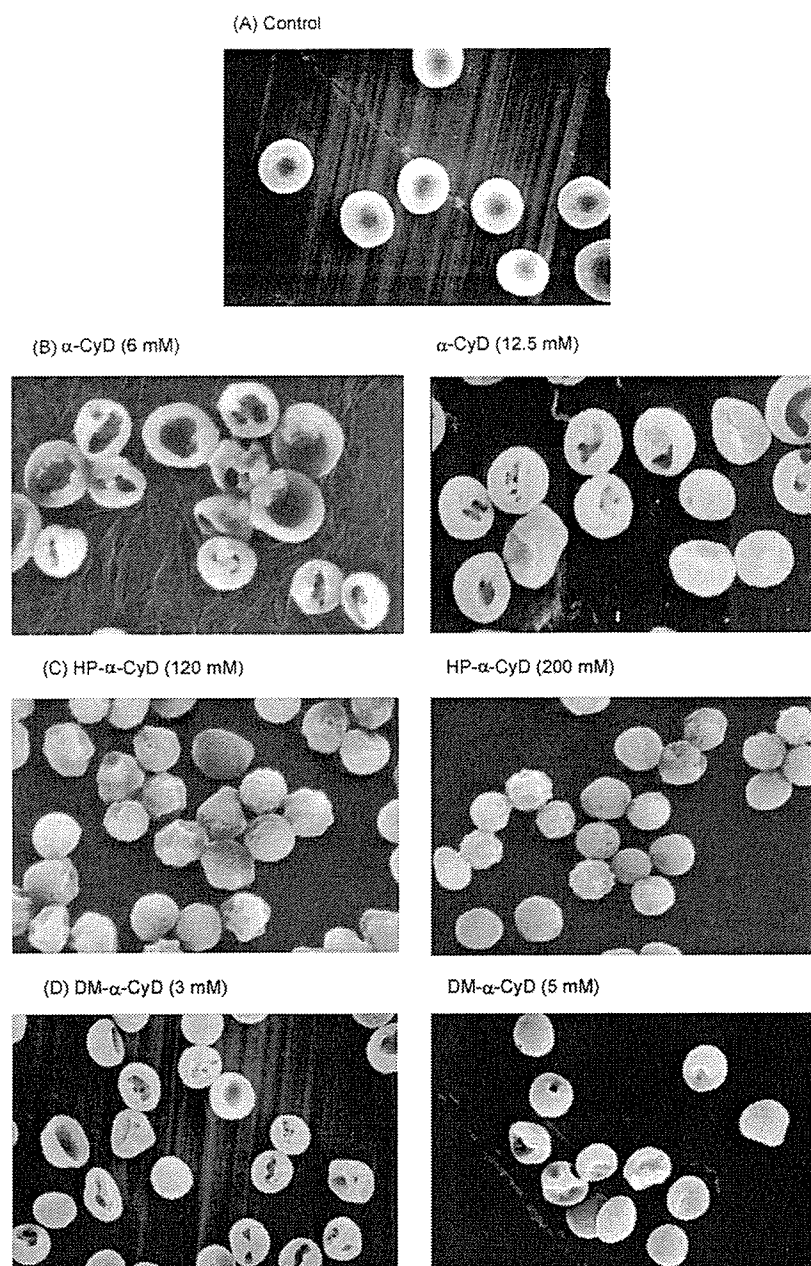 (A) Control
(B) α-CyD (6 mM)
α-CyD (12.5 mM)
(C) HP-α-CyD (120 mM)
HP-α-CyD (200 mM)
(D) DM-α-CyD (3 mM)
DM-α-CyD (5 mM)